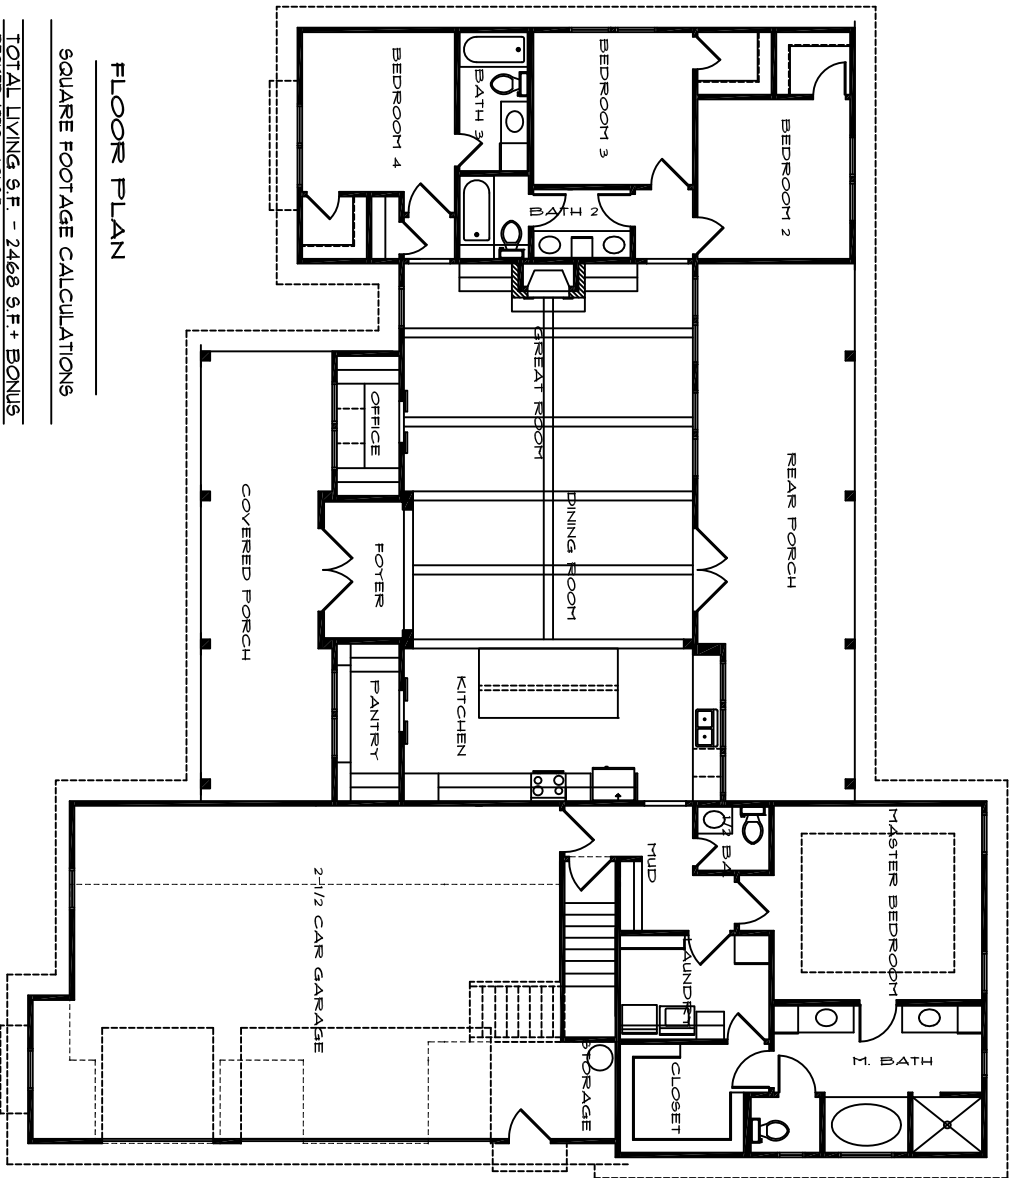 FLOOR PLAN
SQUARE FOOTAGE CALCULATIONS
TOTAL LIVING S.F. - 2468 S.F.+ BONUS
BEDROOM 4
BATH 3
BEDROOM 3
BEDROOM 2
BATH 2
GREAT ROOM
OFFICE
COVERED PORCH
FOYER
DINING ROOM
REAR PORCH
PANTRY
KITCHEN
MUD
1/2 BA.
MASTER BEDROOM
2-1/2 CAR GARAGE
LAUNDRY
STORAGE
CLOSET
M. BATH